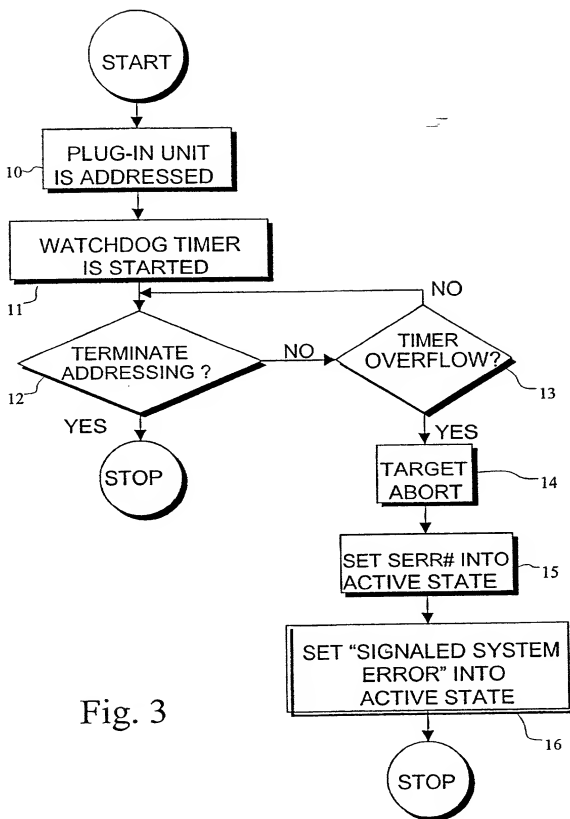 START
PLUG-IN UNIT
IS ADDRESSED
10
WATCHDOG TIMER
IS STARTED
11
NO
TERMINATE
ADDRESSING ?
12
NO
TIMER
OVERFLOW?
13
YES
STOP
YES
TARGET
ABORT
14
SET SERR# INTO
ACTIVE STATE
15
SET "SIGNALED SYSTEM
ERROR" INTO
ACTIVE STATE
16
STOP
Fig. 3